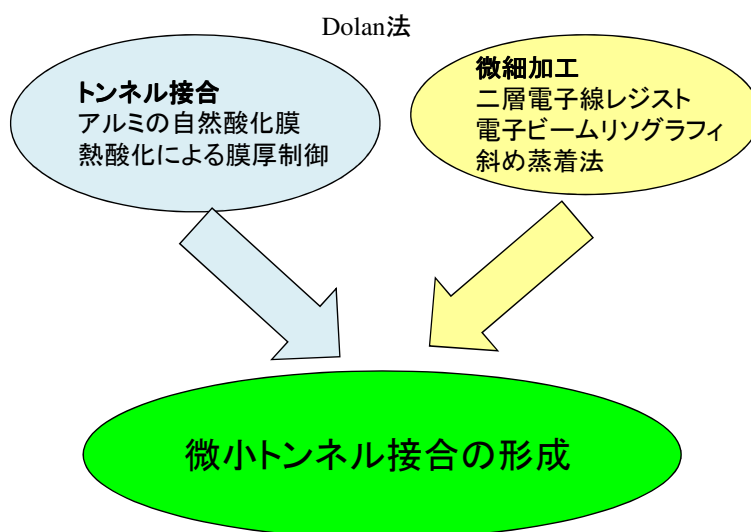 Dolan法
トンネル接合
アルミの自然酸化膜
熱酸化による膜厚制御
微細加工
二層電子線レジスト
電子ビームリソグラフィ
斜め蒸着法
微小トンネル接合の形成